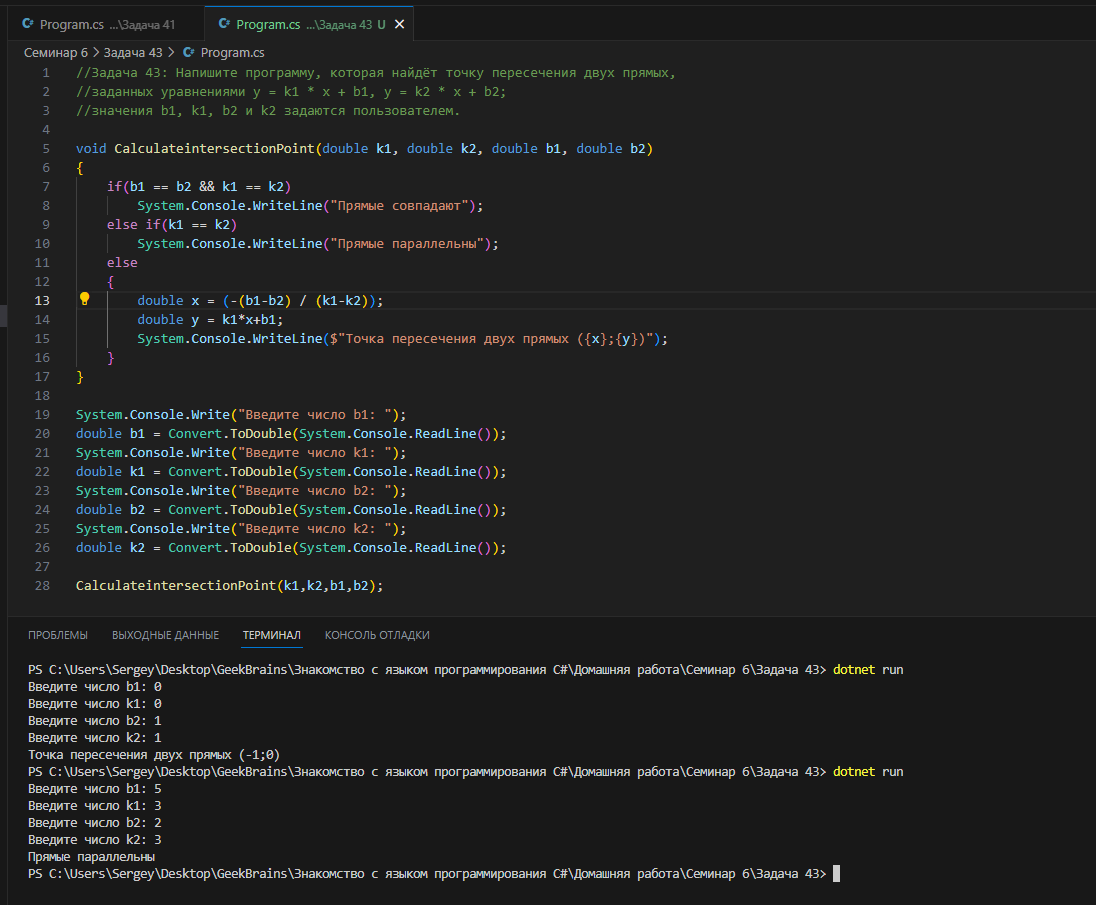 Program.cs ...\Задача 41 Program.cs ...\Задача 43 U
Семинар 6 > Задача 43 > Program.cs
1 //Задача 43: Напишите программу, которая найдёт точку пересечения двух прямых,
2 //заданных уравнениями y = k1 * x + b1, y = k2 * x + b2;
3 //значения b1, k1, b2 и k2 задаются пользователем.
4
5 void CalculateintersectionPoint(double k1, double k2, double b1, double b2)
6 {
7 if(b1 == b2 && k1 == k2)
8 System.Console.WriteLine("Прямые совпадают");
9 else if(k1 == k2)
10 System.Console.WriteLine("Прямые параллельны");
11 else
12 {
13 double x = (-(b1-b2) / (k1-k2));
14 double y = k1*x+b1;
15 System.Console.WriteLine($"Точка пересечения двух прямых ({x};{y})");
16 }
17 }
18
19 System.Console.Write("Введите число b1: ");
20 double b1 = Convert.ToDouble(System.Console.ReadLine());
21 System.Console.Write("Введите число k1: ");
22 double k1 = Convert.ToDouble(System.Console.ReadLine());
23 System.Console.Write("Введите число b2: ");
24 double b2 = Convert.ToDouble(System.Console.ReadLine());
25 System.Console.Write("Введите число k2: ");
26 double k2 = Convert.ToDouble(System.Console.ReadLine());
27
28 CalculateintersectionPoint(k1,k2,b1,b2);
ПРОБЛЕМЫ ВЫХОДНЫЕ ДАННЫЕ ТЕРМИНАЛ КОНСОЛЬ ОТЛАДКИ
PS C:\Users\Sergey\Desktop\GeekBrains\Знакомство с языком программирования C#\Домашняя работа\Семинар 6\Задача 43> dotnet run
Введите число b1: 0
Введите число k1: 0
Введите число b2: 1
Введите число k2: 1
Точка пересечения двух прямых (-1;0)
PS C:\Users\Sergey\Desktop\GeekBrains\Знакомство с языком программирования C#\Домашняя работа\Семинар 6\Задача 43> dotnet run
Введите число b1: 5
Введите число k1: 3
Введите число b2: 2
Введите число k2: 3
Прямые параллельны
PS C:\Users\Sergey\Desktop\GeekBrains\Знакомство с языком программирования C#\Домашняя работа\Семинар 6\Задача 43>